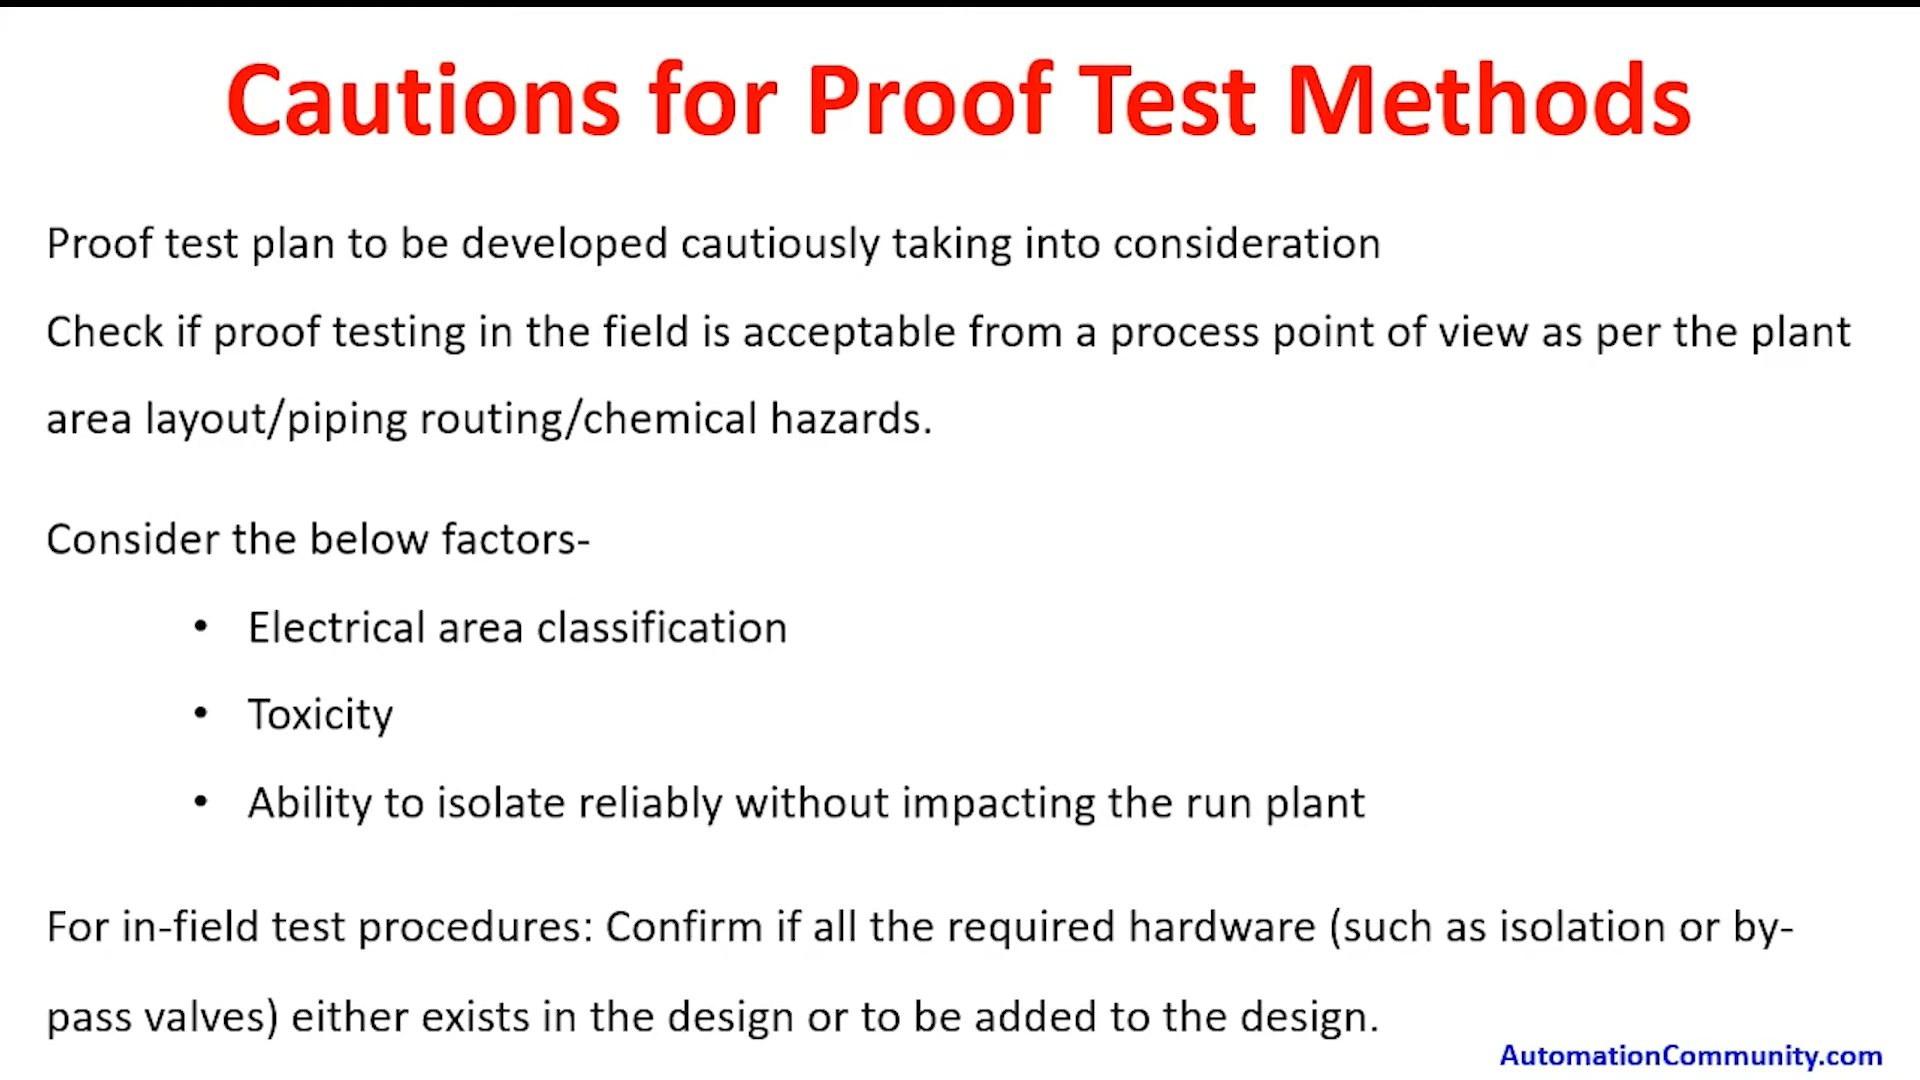 Cautions for Proof Test Methods
Proof test plan to be developed cautiously taking into consideration
Check if proof testing in the field is acceptable from a process point of view as per the plant
area layout/piping routing/chemical hazards.
Consider the below factors-
• Electrical area classification
• Toxicity
• Ability to isolate reliably without impacting the run plant
For in-field test procedures: Confirm if all the required hardware (such as isolation or by-
pass valves) either exists in the design or to be added to the design.
AutomationCommunity.com